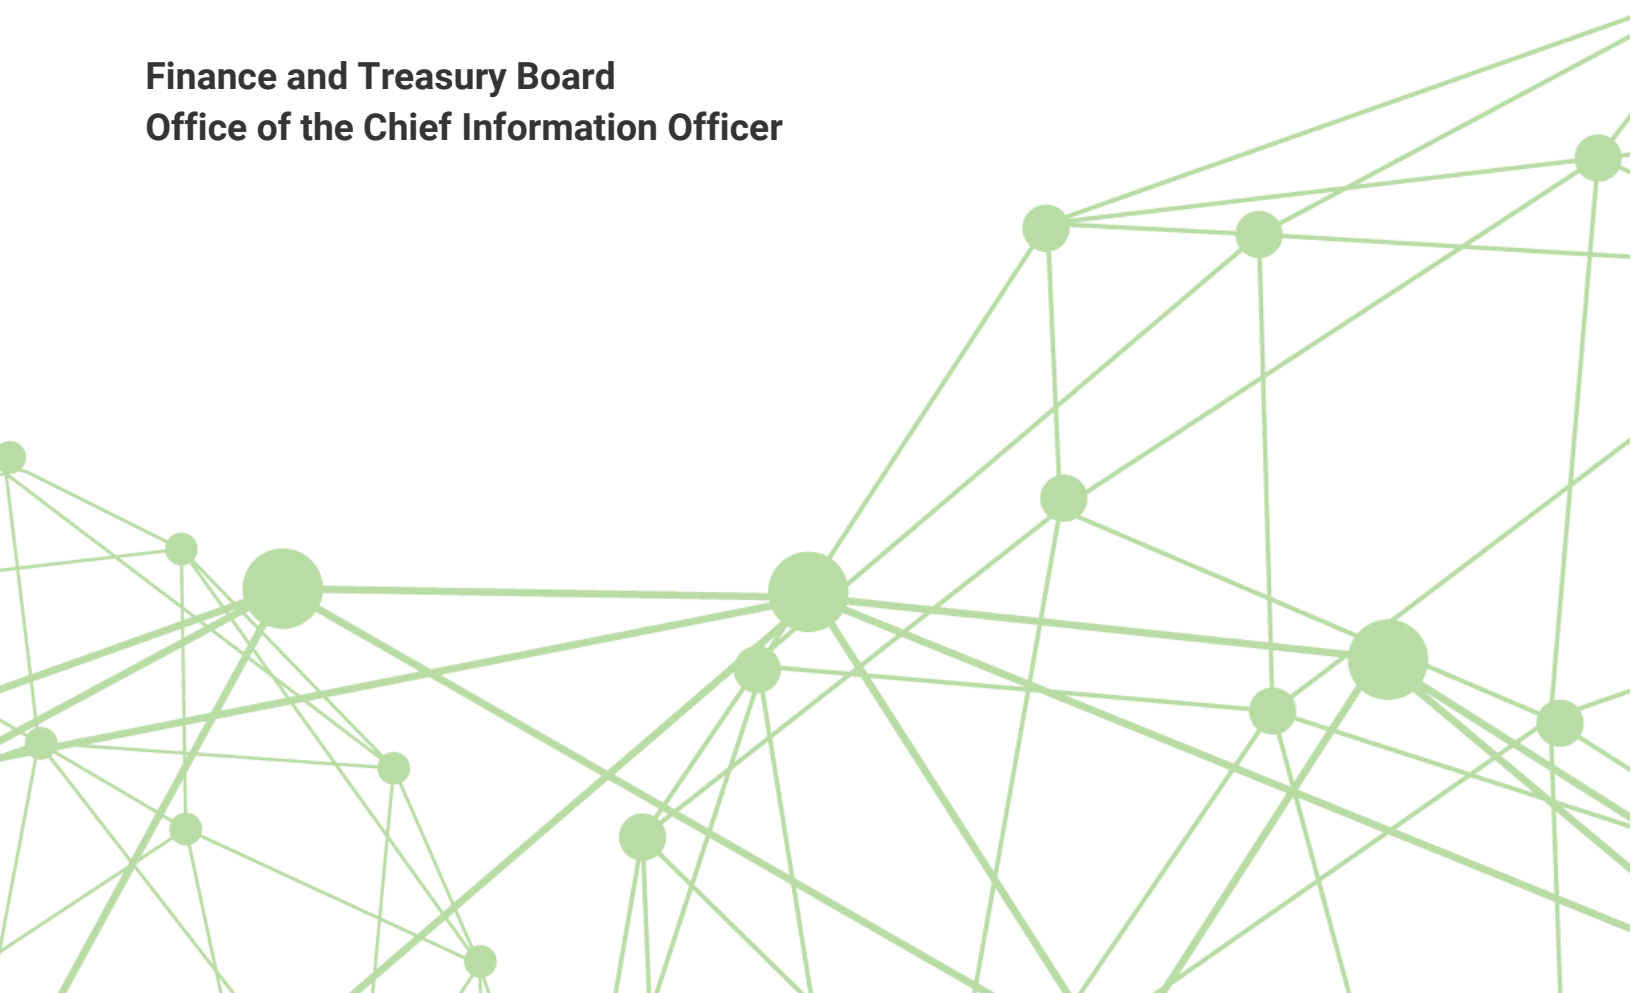 Finance and Treasury Board
Office of the Chief Information Officer